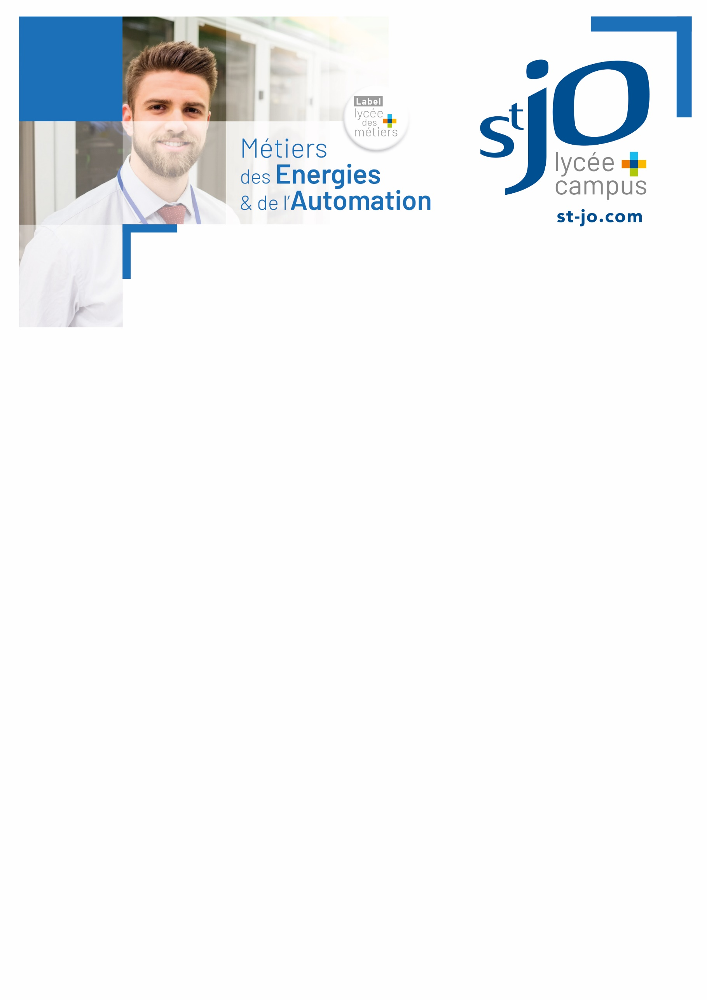 Label
lycée
des
métiers
Métiers
des Energies
& de l'Automation
st jo
lycée
campus
st-jo.com